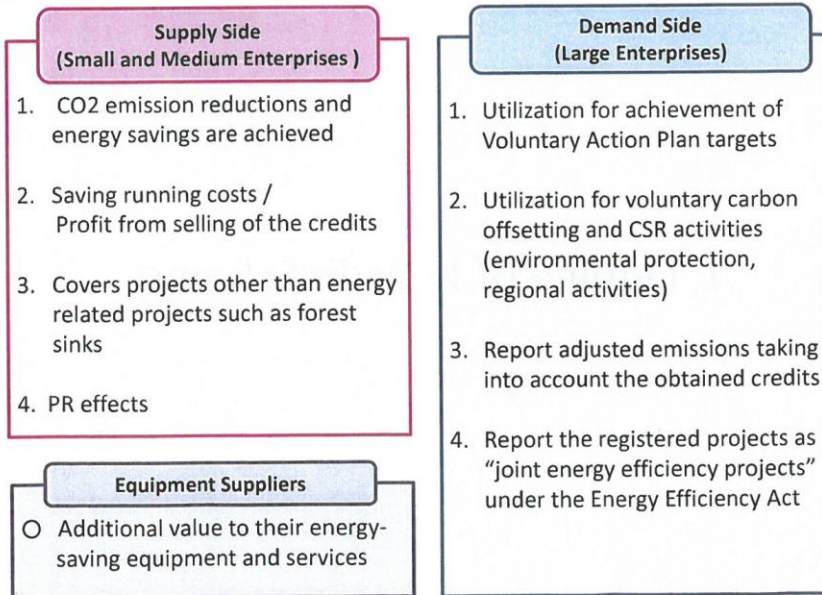 Supply Side
(Small and Medium Enterprises )
1. CO2 emission reductions and
energy savings are achieved
2. Saving running costs /
Profit from selling of the credits
3. Covers projects other than energy
related projects such as forest
sinks
4. PR effects
Equipment Suppliers
O Additional value to their energy-
saving equipment and services
Demand Side
(Large Enterprises)
1. Utilization for achievement of
Voluntary Action Plan targets
2. Utilization for voluntary carbon
offsetting and CSR activities
(environmental protection,
regional activities)
3. Report adjusted emissions taking
into account the obtained credits
4. Report the registered projects as
“joint energy efficiency projects”
under the Energy Efficiency Act